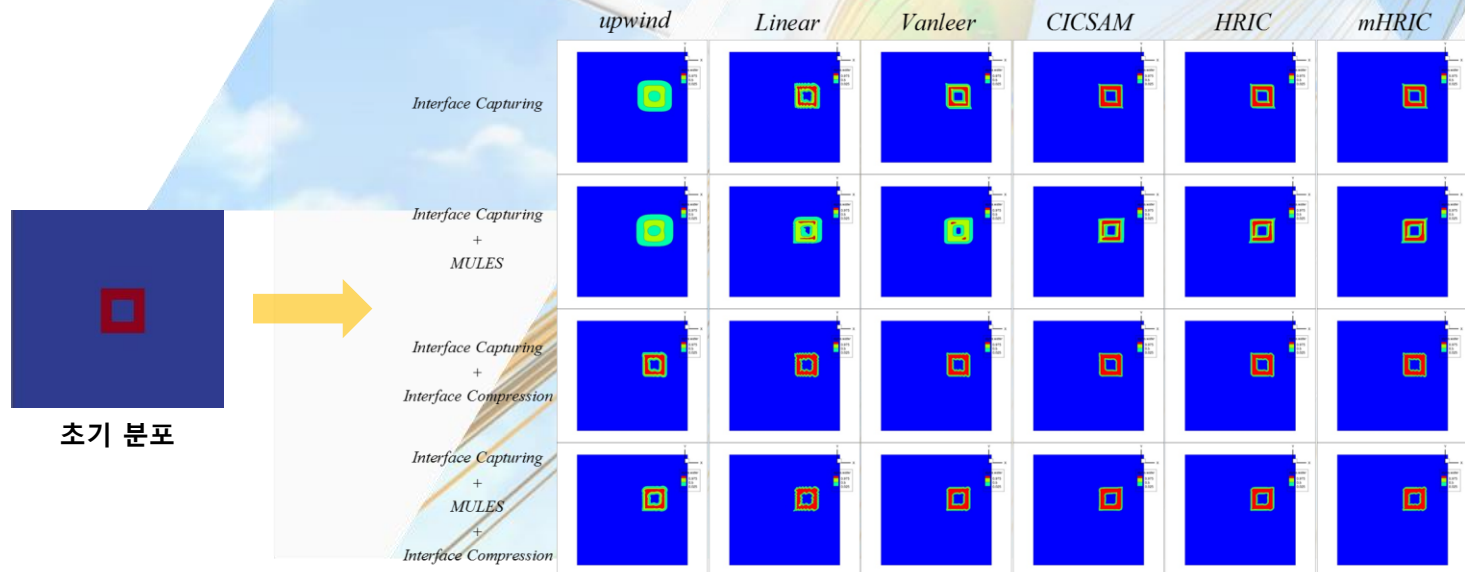 upwind Linear Vanleer CICSAM HRIC mHRIC
Interface Capturing
Interface Capturing
+
MULES
Interface Capturing
+
Interface Compression
Interface Capturing
+
MULES
+
Interface Compression
초기 분포